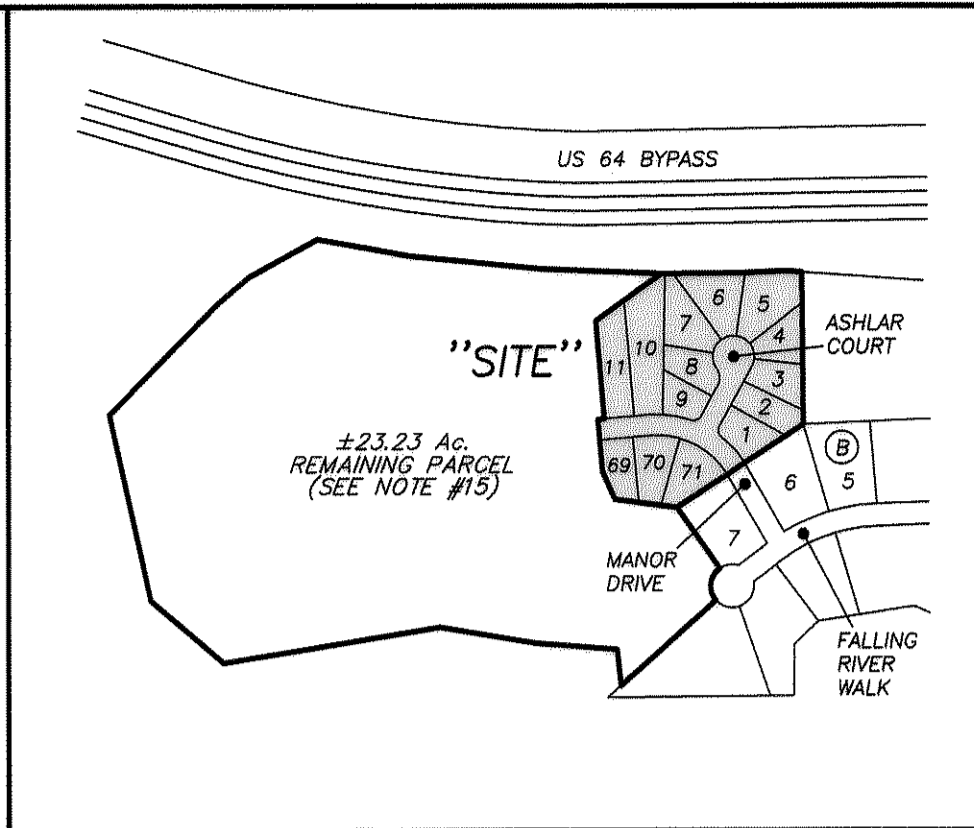 US 64 BYPASS
"SITE"
6
5
7
4
10
11
8
3
9
2
1
ASHLAR
COURT
±23.23 Ac.
REMAINING PARCEL
(SEE NOTE #15)
69
70
71
B
6
5
7
MANOR
DRIVE
FALLING
RIVER
WALK